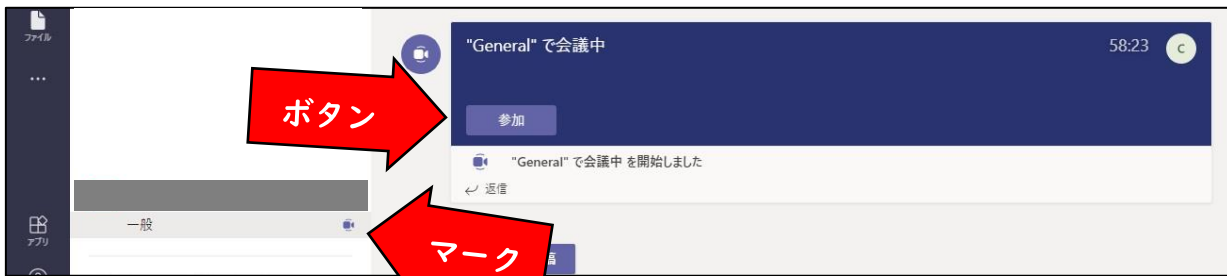 ファイル
...
アプリ
一般
"General" で会議中
58:23
C
参加
"General" で会議中 を開始しました
返信
ボタン
マーク